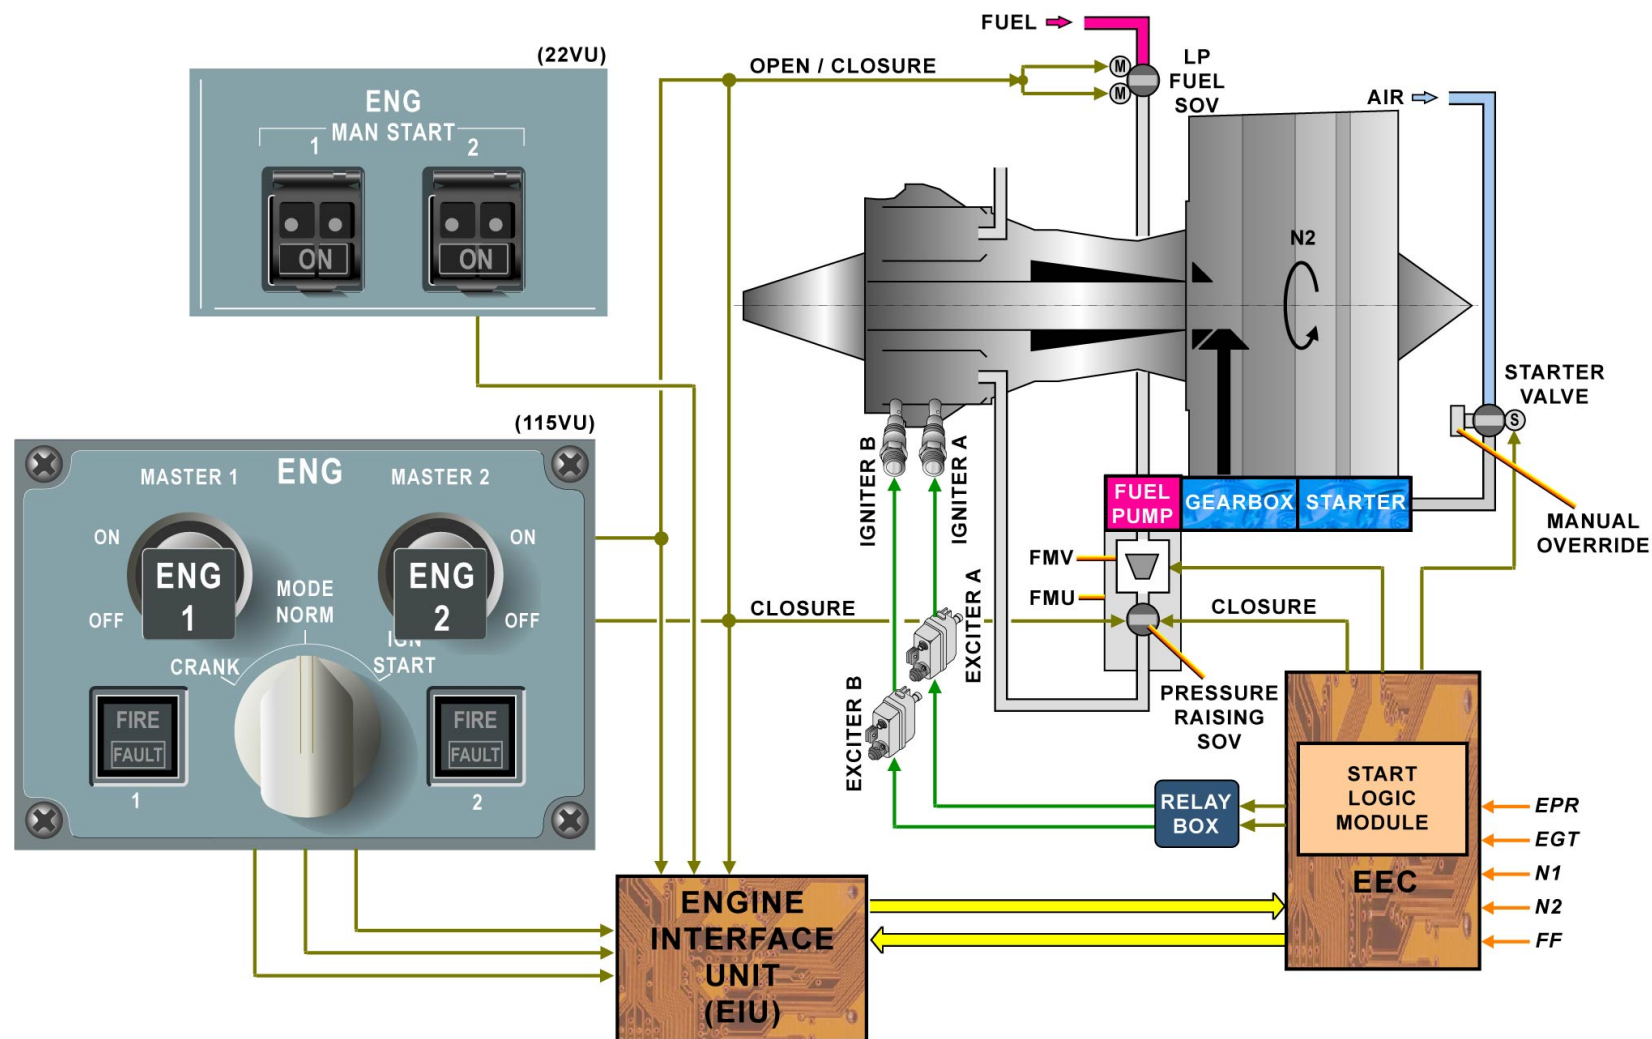 (22VU)
ENG
MAN START
1
2
ON
ON
(115VU)
ENG
MASTER 1
MASTER 2
ON
OFF
ON
OFF
ENG
1
ENG
2
MODE
NORM
CRANK
IGN
START
FIRE
FAULT
1
FIRE
FAULT
2
FUEL
OPEN / CLOSURE
M
M
LP
FUEL
SOV
AIR
N2
STARTER
VALVE
S
MANUAL
OVERRIDE
IGNITER B
IGNITER A
FUEL
PUMP
GEARBOX
STARTER
FMV
FMU
CLOSURE
CLOSURE
EXCITER A
EXCITER B
PRESSURE
RAISING
SOV
RELAY
BOX
START
LOGIC
MODULE
EEC
EPR
EGT
N1
N2
FF
ENGINE
INTERFACE
UNIT
(EIU)